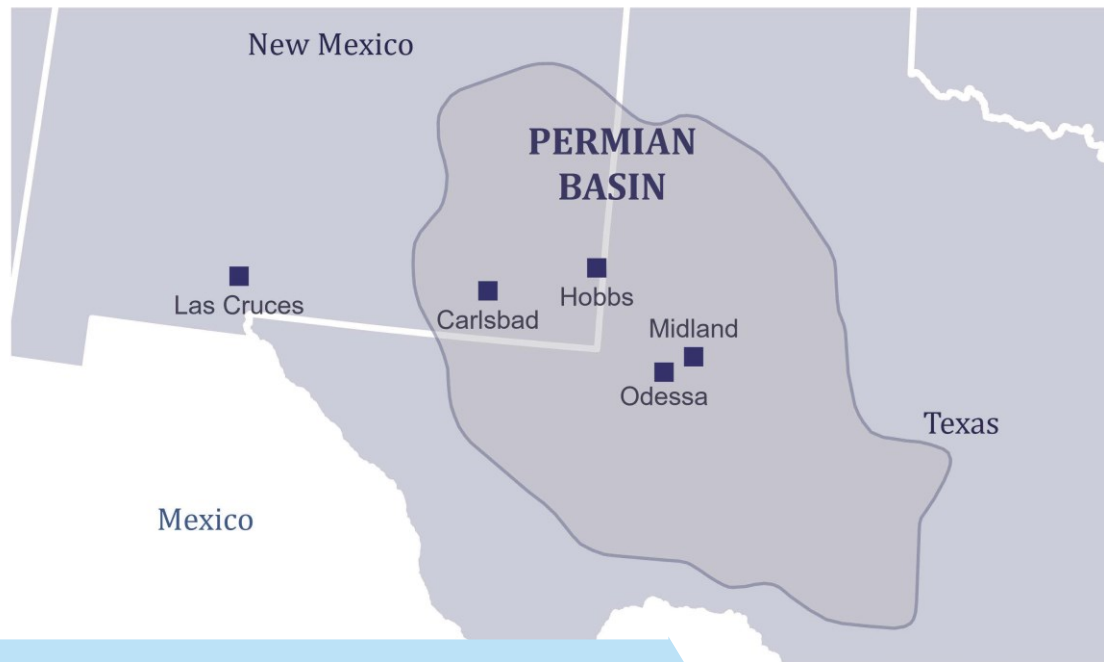 New Mexico
PERMIAN
BASIN
Las Cruces
Carlsbad
Hobbs
Midland
Odessa
Texas
Mexico